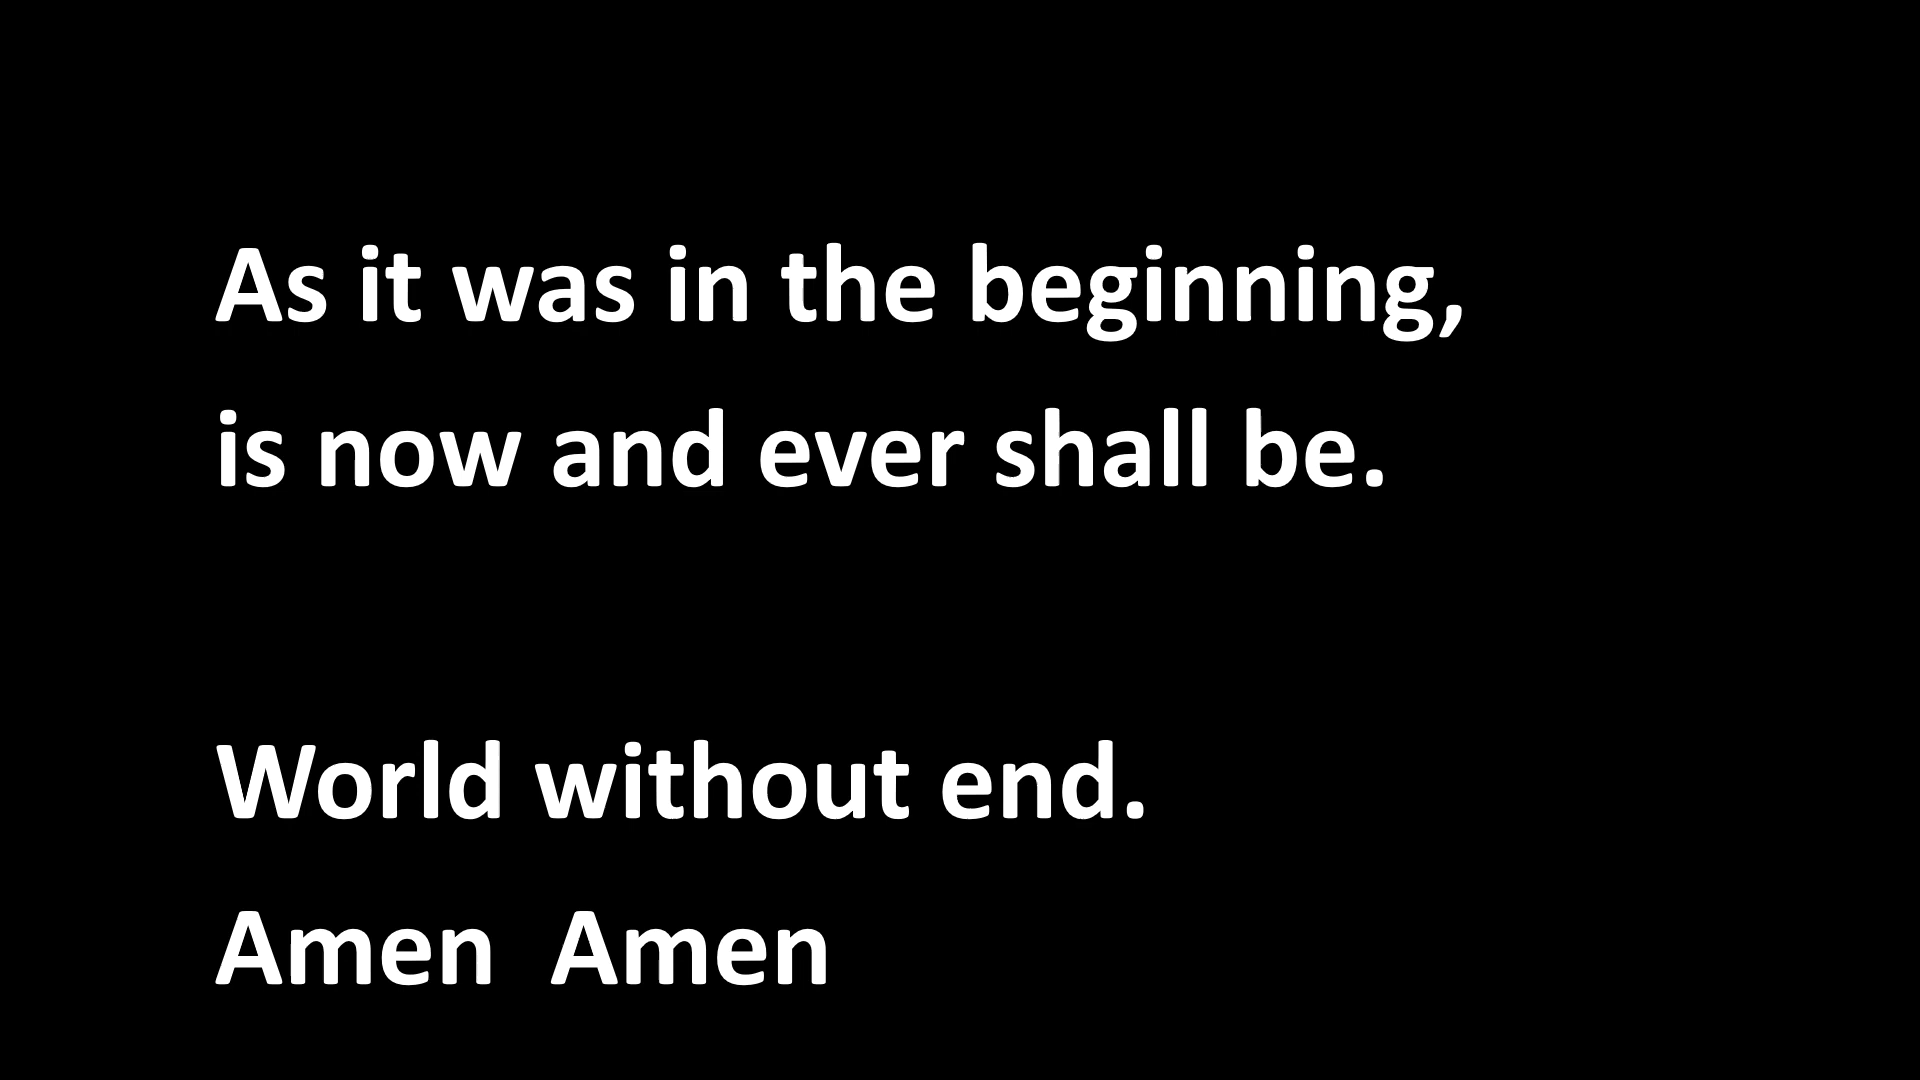 As it was in the beginning,
is now and ever shall be.
World without end.
Amen  Amen